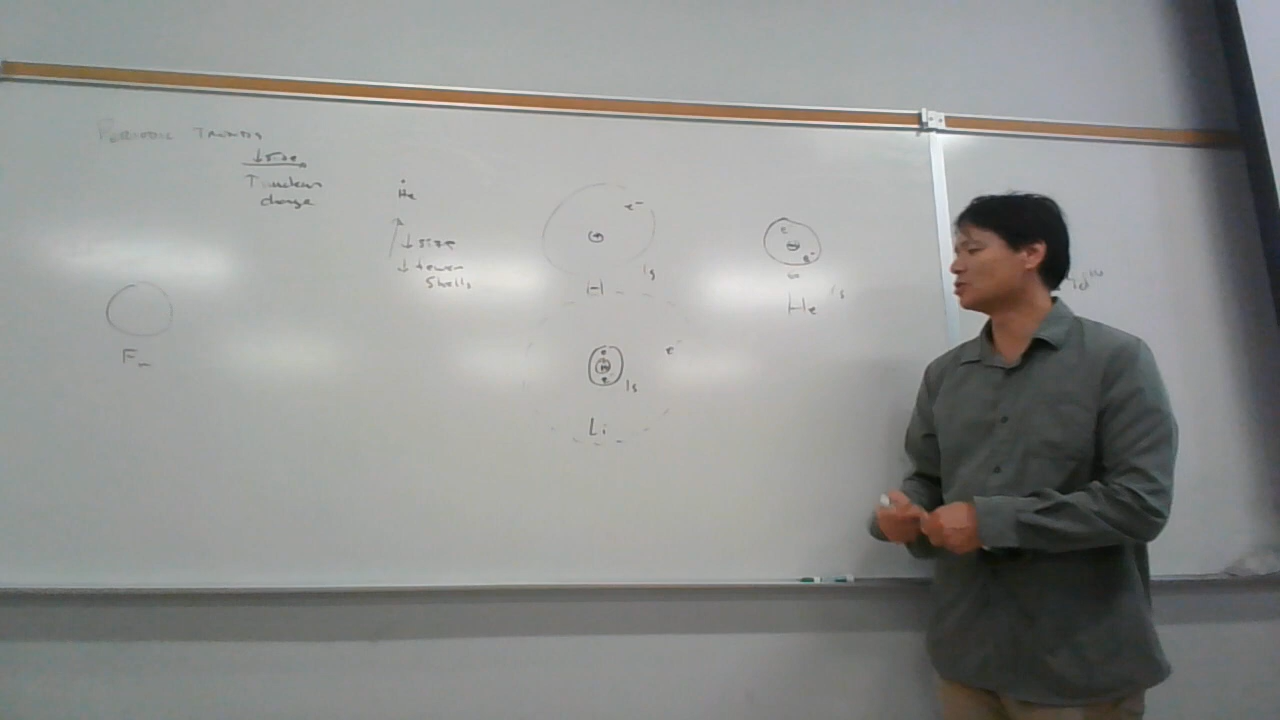 Periodic Trends
↓ size
↑ nuclear
charge
He
↓ size
↓ fewer
shells
e-
1s
H
e
e-
1s
He
e-
1s
Li